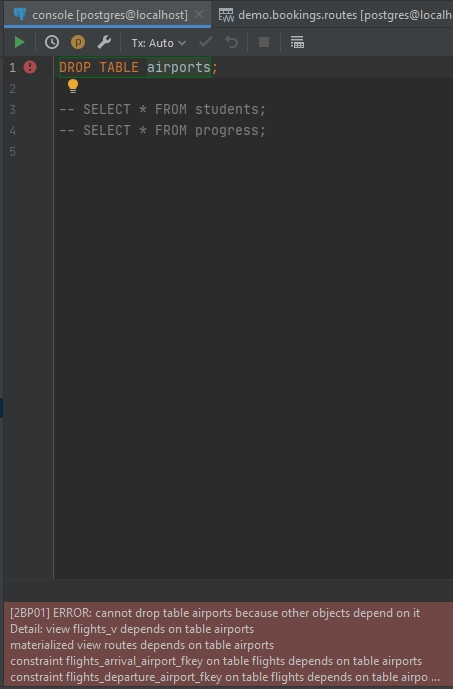 console [postgres@localhost]
demo.bookings.routes [postgres@localh
Tx: Auto
1 DROP TABLE airports;
2
3 -- SELECT * FROM students;
4 -- SELECT * FROM progress;
5
[2BP01] ERROR: cannot drop table airports because other objects depend on it
Detail: view flights_v depends on table airports
materialized view routes depends on table airports
constraint flights_arrival_airport_fkey on table flights depends on table airports
constraint flights_departure_airport_fkey on table flights depends on table airpo ...